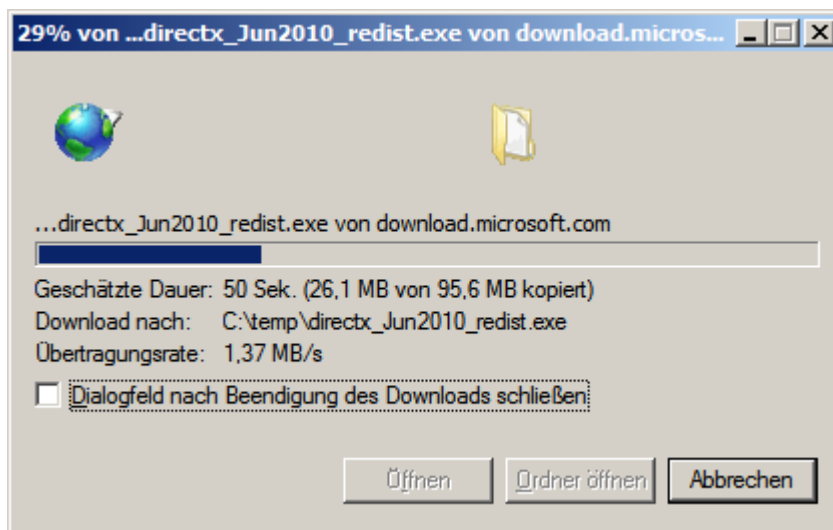 29% von ...directx_Jun2010_redist.exe von download.micros...
...directx_Jun2010_redist.exe von download.microsoft.com
Geschätzte Dauer: 50 Sek. (26,1 MB von 95,6 MB kopiert)
Download nach: C:\temp\directx_Jun2010_redist.exe
Übertragungsrate: 1,37 MB/s
Dialogfeld nach Beendigung des Downloads schließen
Öffnen Ordner öffnen Abbrechen